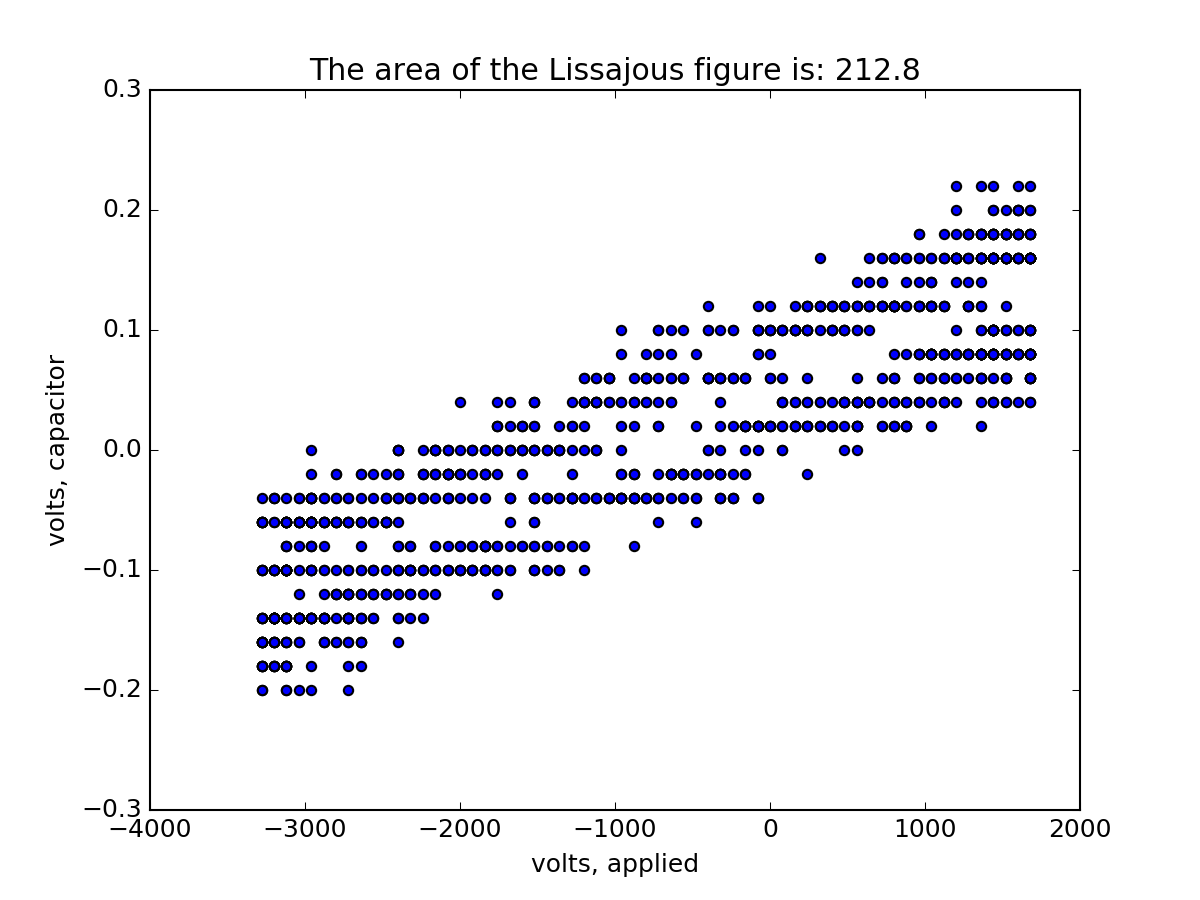 The area of the Lissajous figure is: 212.8
0.3
0.2
0.1
0.0
−0.1
−0.2
−0.3
volts, capacitor
−4000 −3000 −2000 −1000 0 1000 2000
volts, applied